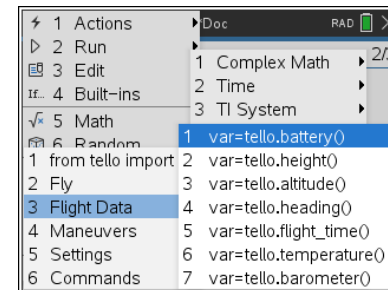 1 Actions
2 Run
3 Edit
If... 4 Built-ins
√x 5 Math
6 Random
Doc RAD
2/
1 Complex Math
2 Time
3 TI System
1 from tello import
2 Fly
3 Flight Data
4 Maneuvers
5 Settings
6 Commands
1 var=tello.battery()
2 var=tello.height()
3 var=tello.altitude()
4 var=tello.heading()
5 var=tello.flight_time()
6 var=tello.temperature()
7 var=tello.barometer()